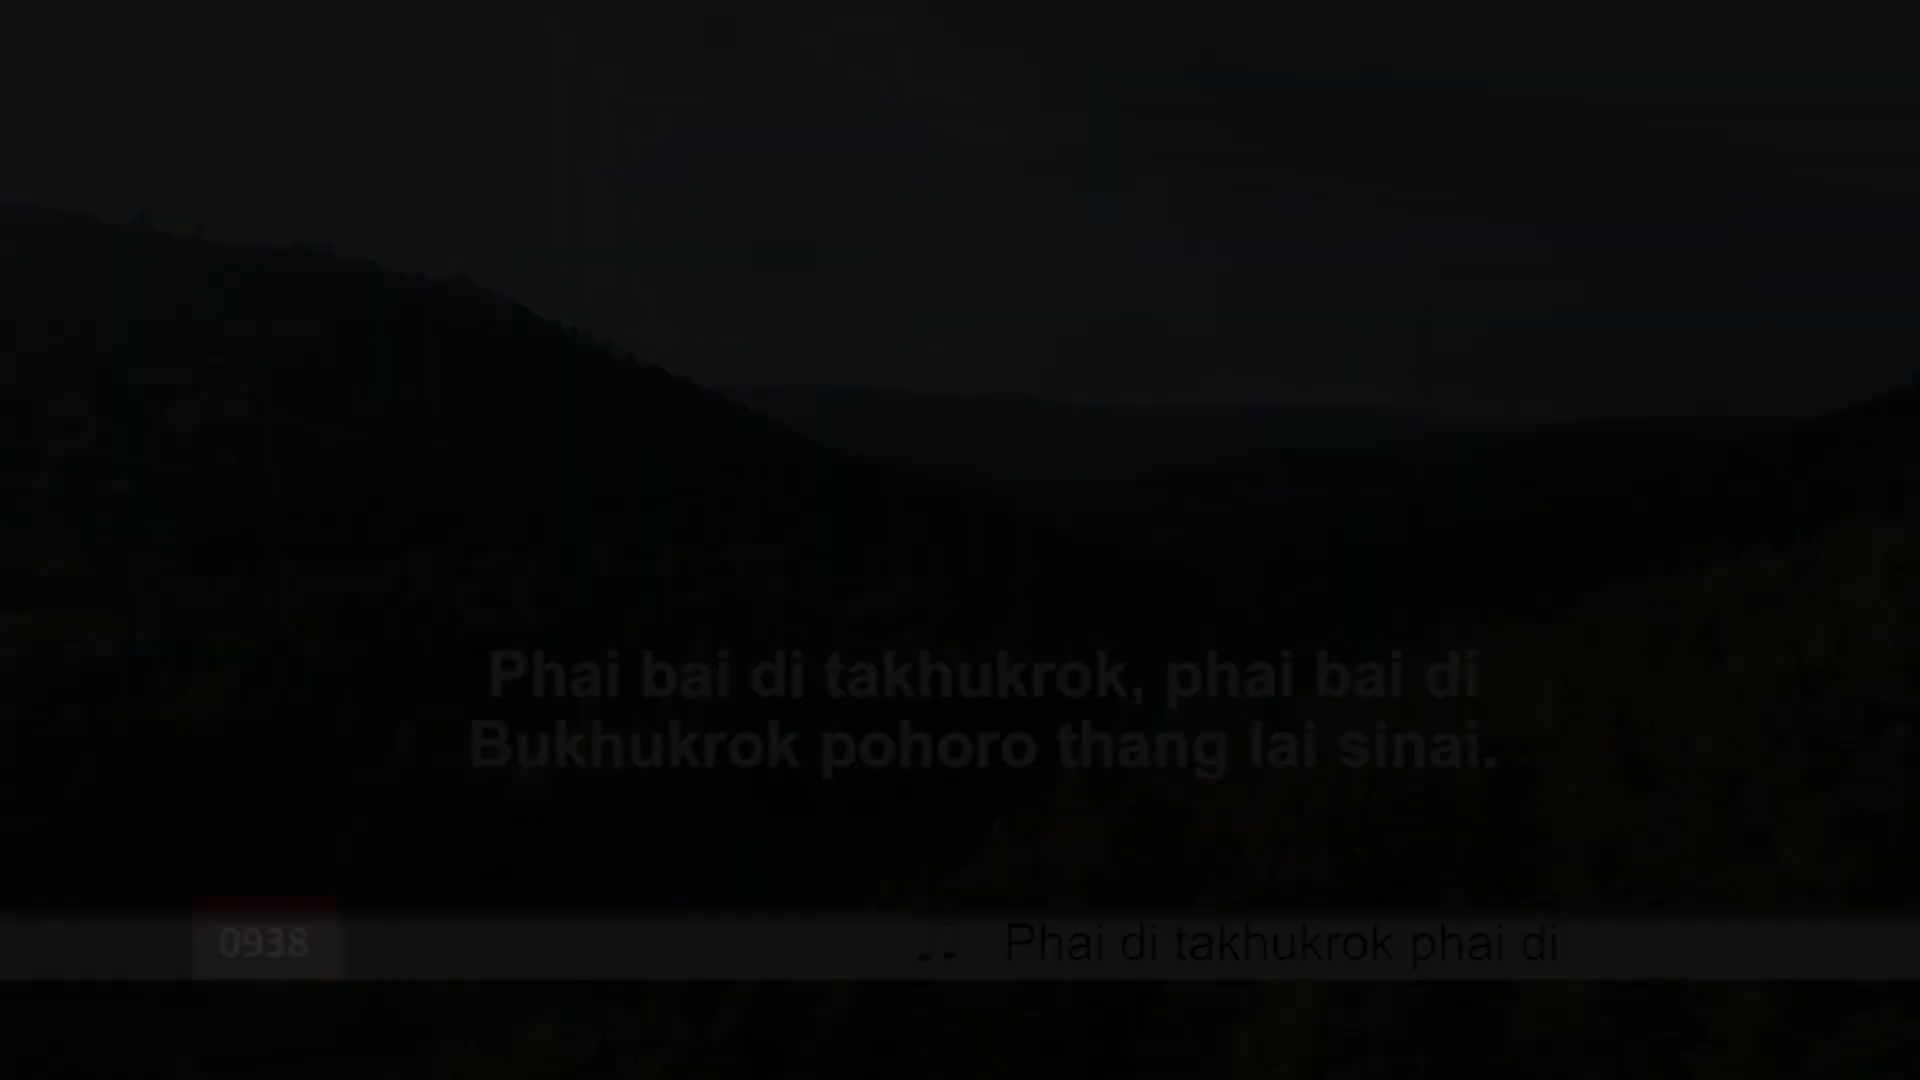 Phai bai di takhukrok, phai bai di
Bukhukrok pohoro thang lai sinai.
0938
Phai di takhukrok phai di